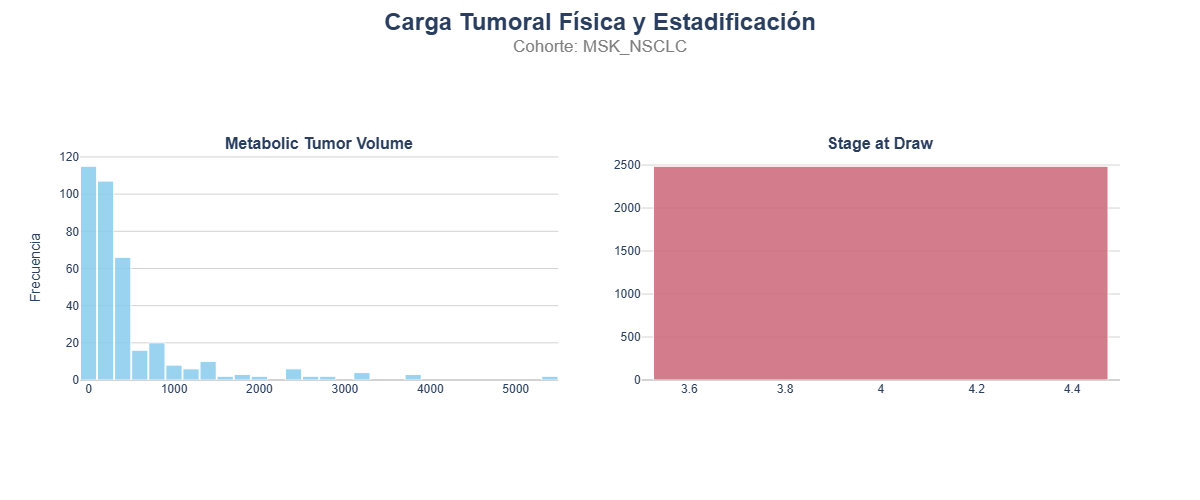 Carga Tumoral Física y Estadificación
Cohorte: MSK_NSCLC
Metabolic Tumor Volume
Frecuencia
120
100
80
60
40
20
0
0 1000 2000 3000 4000 5000
Stage at Draw
2500
2000
1500
1000
500
0
3.6 3.8 4 4.2 4.4